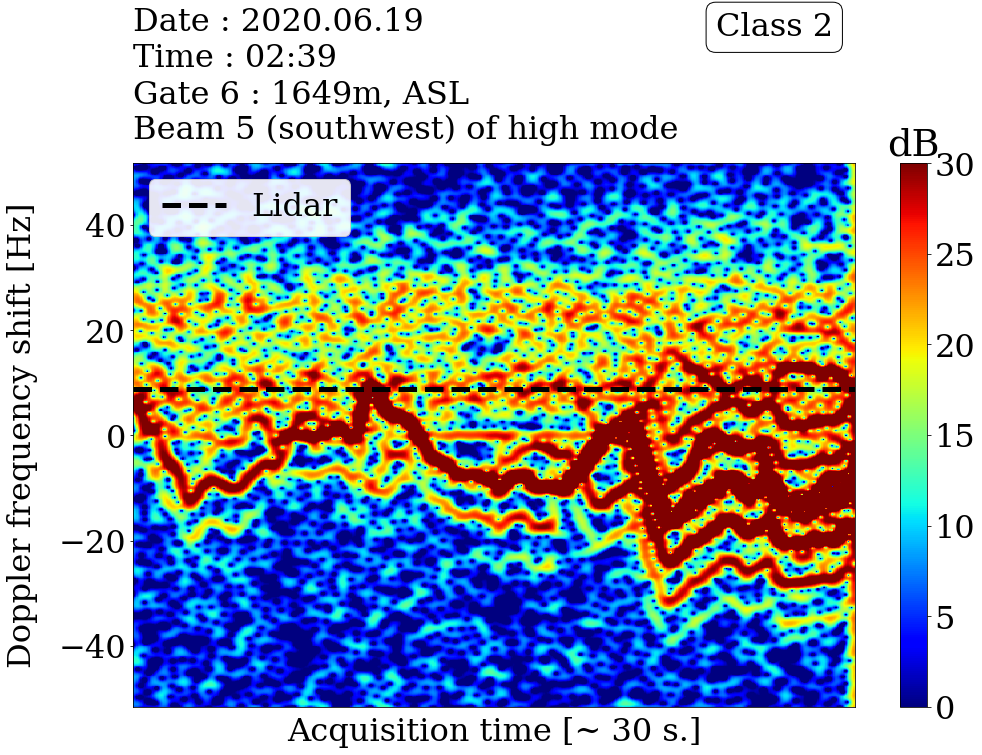 Date : 2020.06.19
Time : 02:39
Gate 6 : 1649m, ASL
Beam 5 (southwest) of high mode
Class 2
dB
Lidar
Doppler frequency shift [Hz]
40
20
0
−20
−40
30
25
20
15
10
5
0
Acquisition time [~ 30 s.]